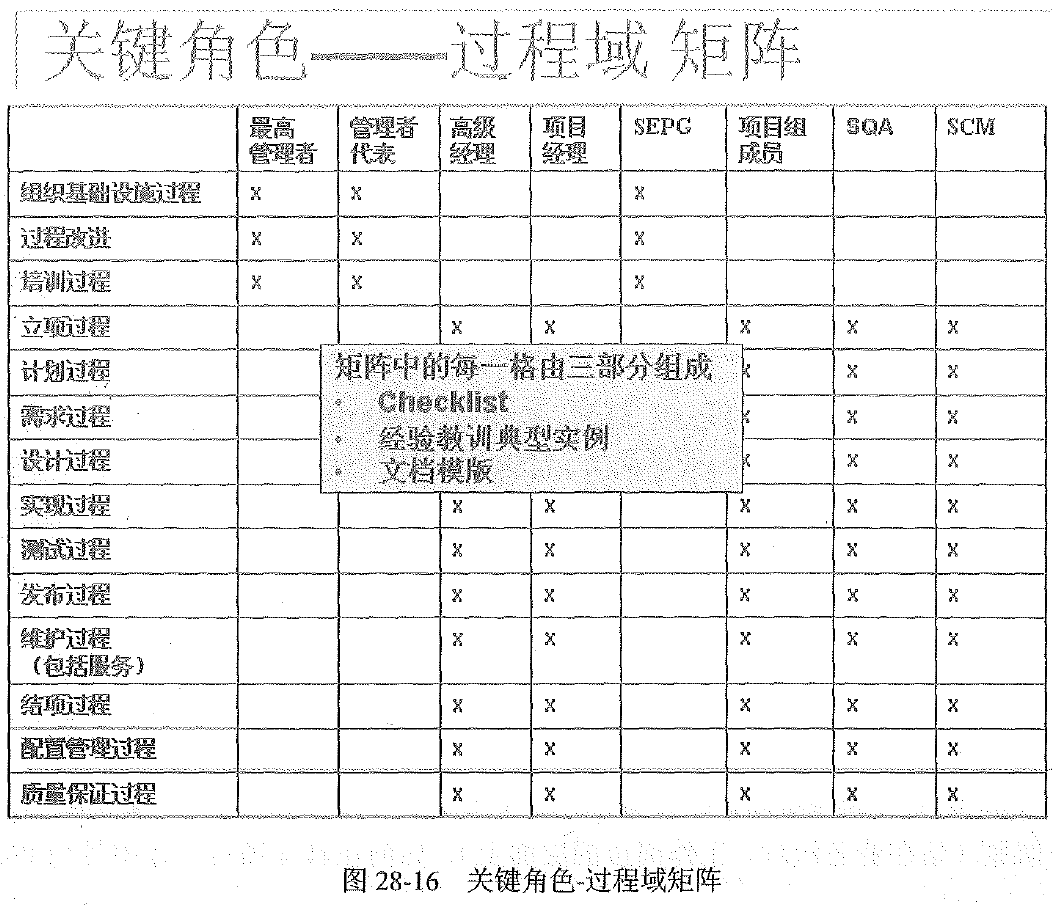 关键角色——过程域 矩阵
最高 管理者 高级 项目 SEPG 项目组 SQA SCM
管理者 代表 经理 经理 成员
组织基础设施过程 X X X
过程改进 X X X
培训过程 X X X
立项过程 X X X X X
矩阵中的每一格由三部分组成
· Checklist
· 经验教训典型实例
· 文档模版
计划过程 X X X
需求过程 X X X
设计过程 X X X
实现过程 X X X X X
测试过程 X X X X X
发布过程 X X X X X
维护过程 X X X X X
（包括服务）
结项过程 X X X X X
配置管理过程 X X X X X
质量保证过程 X X X X X
图 28-16 关键角色-过程域矩阵